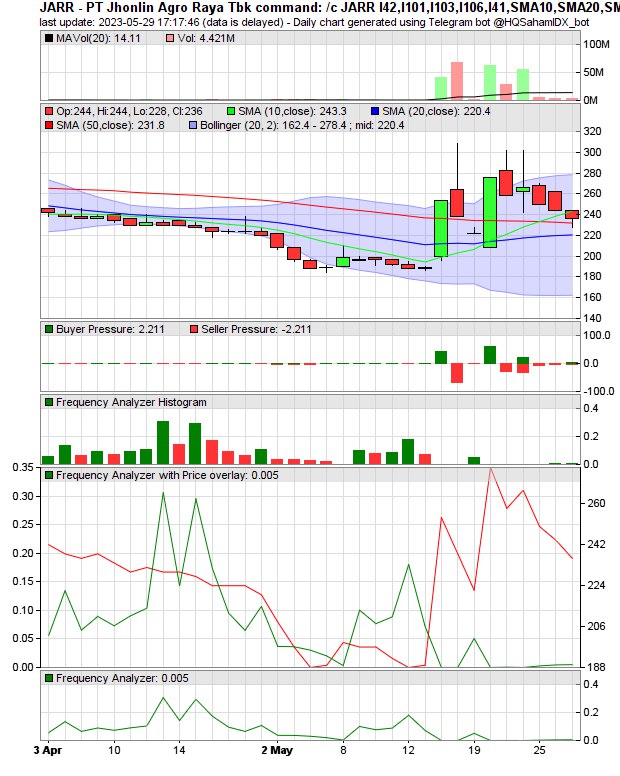 JARR - PT Jhonlin Agro Raya Tbk command: /c JARR I42,I101,I103,I106,I41,SMA10,SMA20,SM
last update: 2023-05-29 17:17:46 (data is delayed) - Daily chart generated using Telegram bot @HQSahamIDX_bot
MAVol(20): 14.11 Vol: 4.421M
100M
50M
0M
Op:244, Hi:244, Lo:228, Cl:236 SMA (10,close): 243.3 SMA (20,close): 220.4
SMA (50,close): 231.8 Bollinger (20, 2): 162.4 - 278.4 ; mid: 220.4
320
300
280
260
240
220
200
180
160
140
Buyer Pressure: 2.211 Seller Pressure: -2.211
100.0
0.0
-100.0
Frequency Analyzer Histogram
0.4
0.2
0.0
Frequency Analyzer with Price overlay: 0.005
0.35
0.30
0.25
0.20
0.15
0.10
0.05
0.00
260
242
224
206
188
Frequency Analyzer: 0.005
0.4
0.2
0.0
3 Apr 10 14 2 May 8 12 19 25